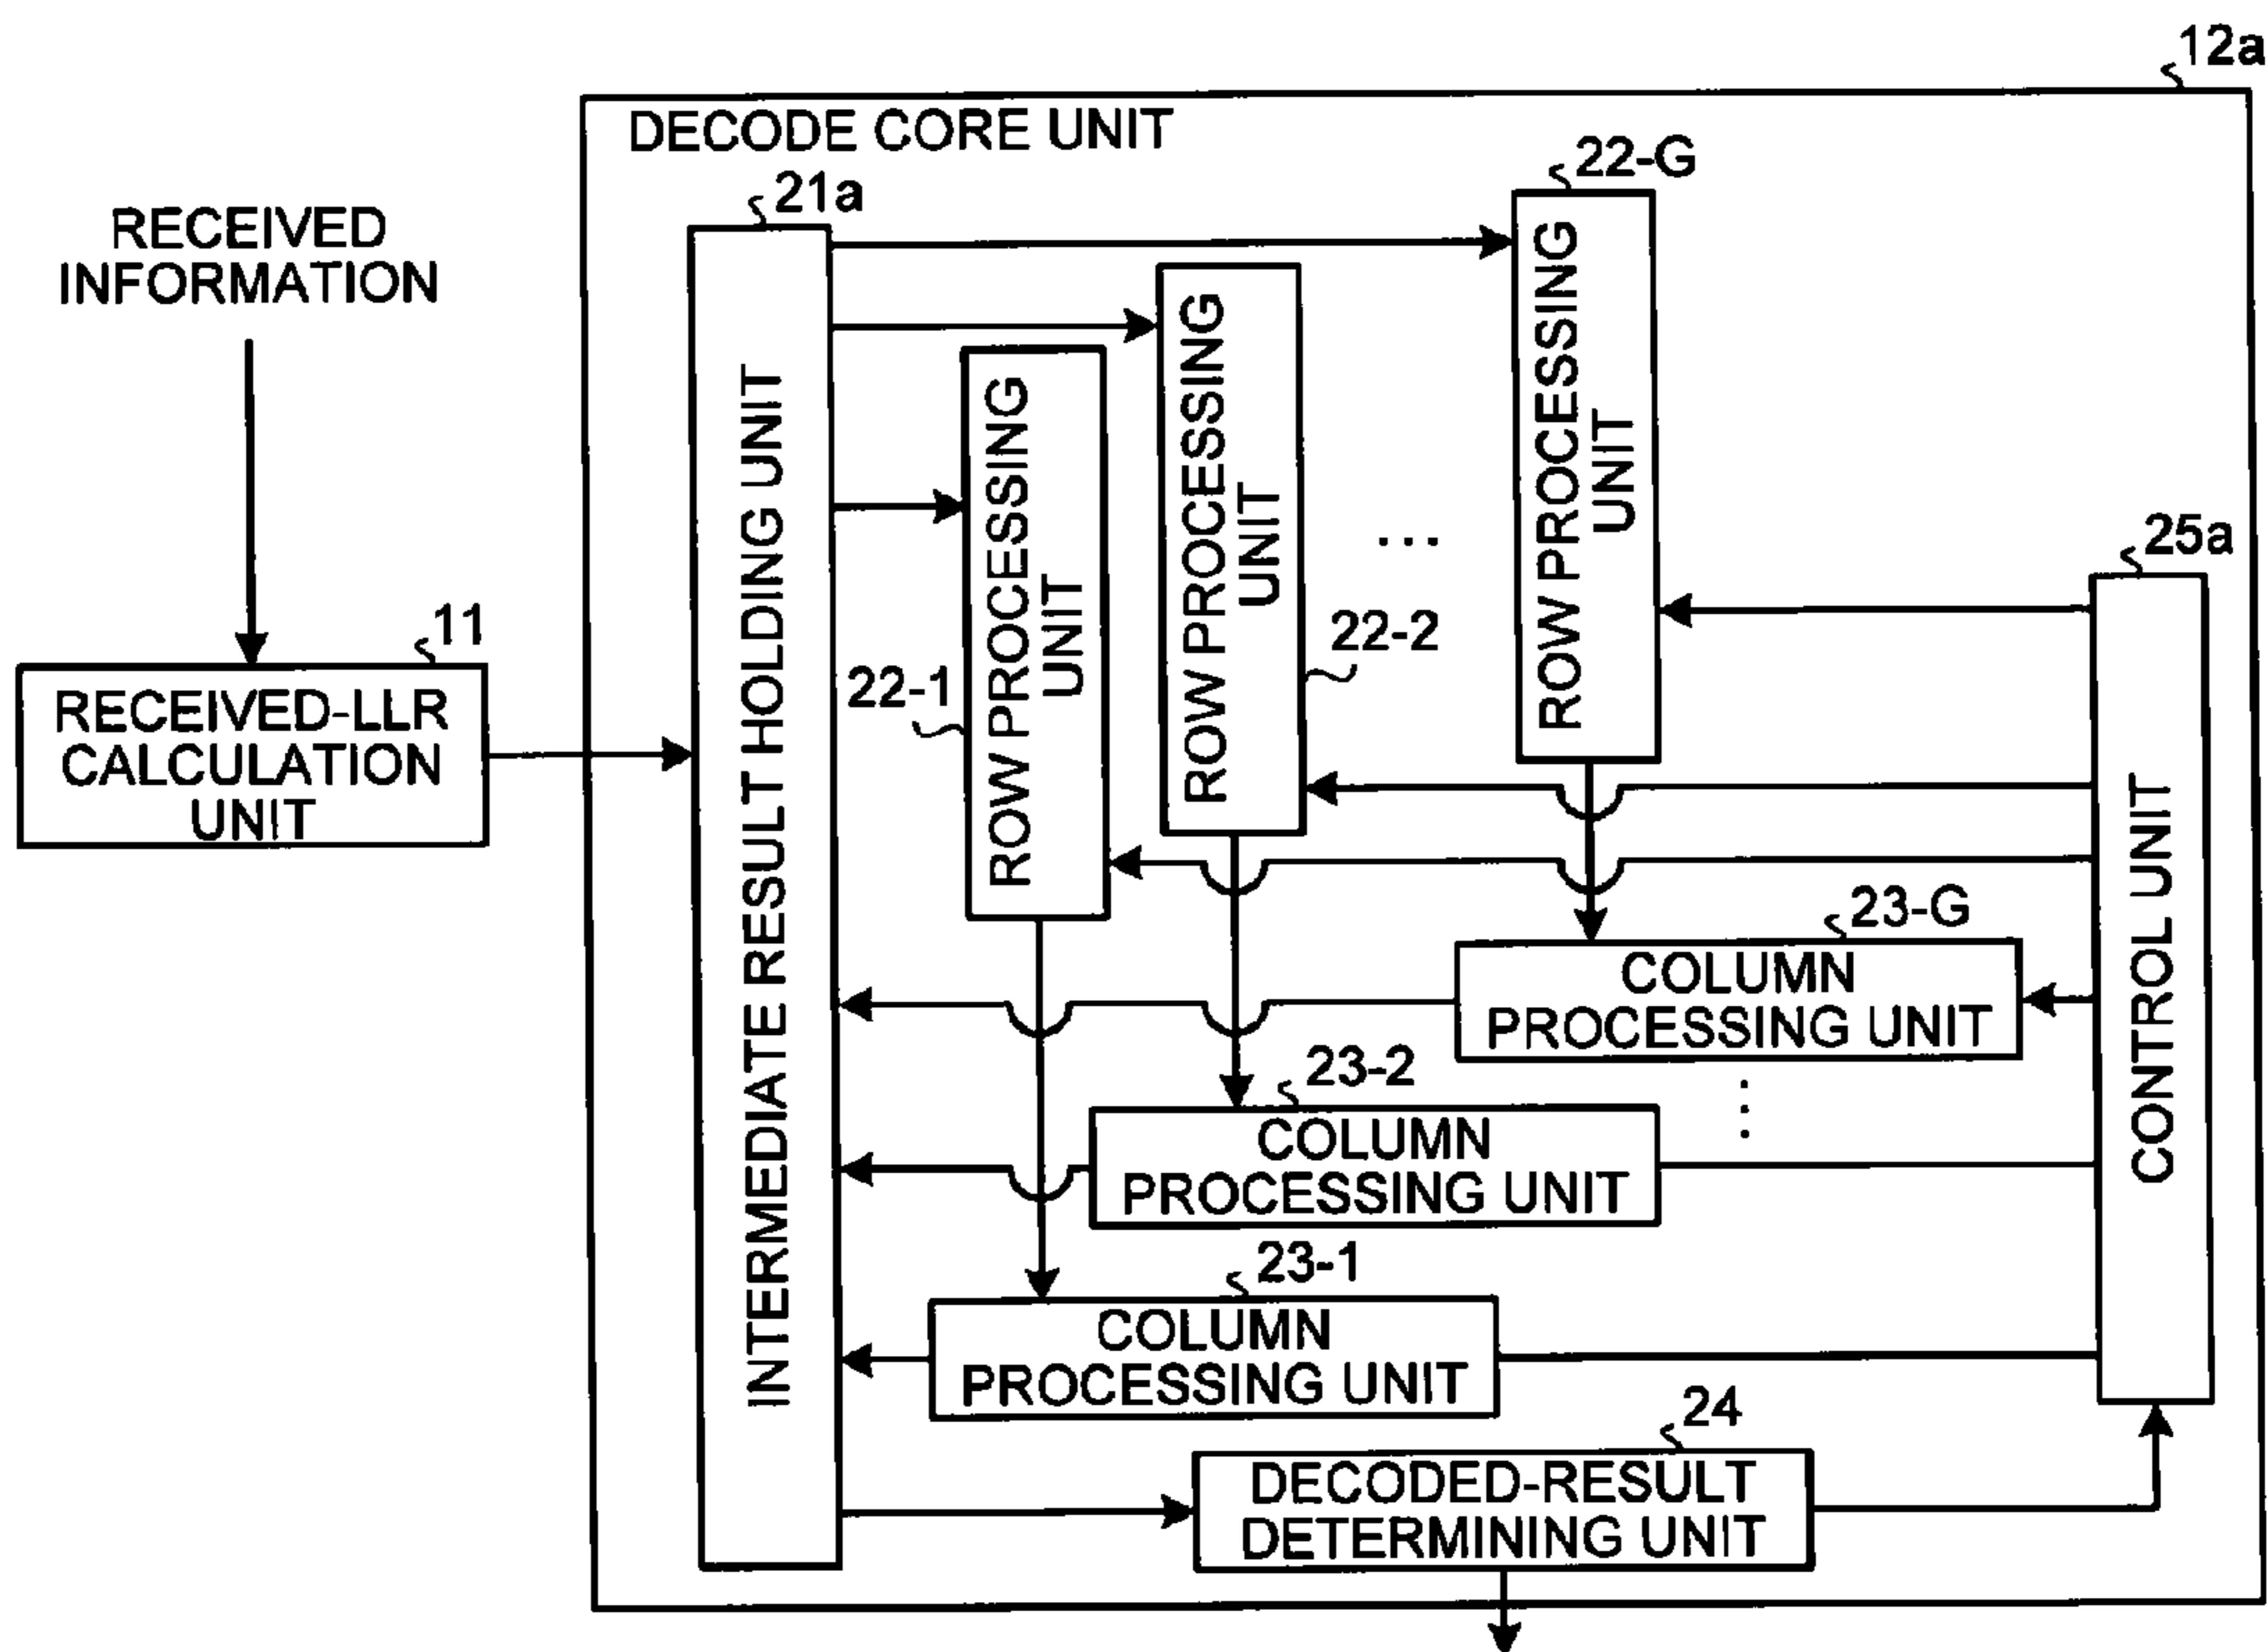 12a
DECODE CORE UNIT
22-G
21a
RECEIVED
INFORMATION
ROW PROCESSING
UNIT
ROW PROCESSING
UNIT
ROW PROCESSING
UNIT
...
25a
11
22-1
22-2
RECEIVED-LLR
CALCULATION
UNIT
INTERMEDIATE RESULT HOLDING UNIT
CONTROL UNIT
23-G
COLUMN
PROCESSING UNIT
23-2
COLUMN
PROCESSING UNIT
...
23-1
COLUMN
PROCESSING UNIT
24
DECODED-RESULT
DETERMINING UNIT